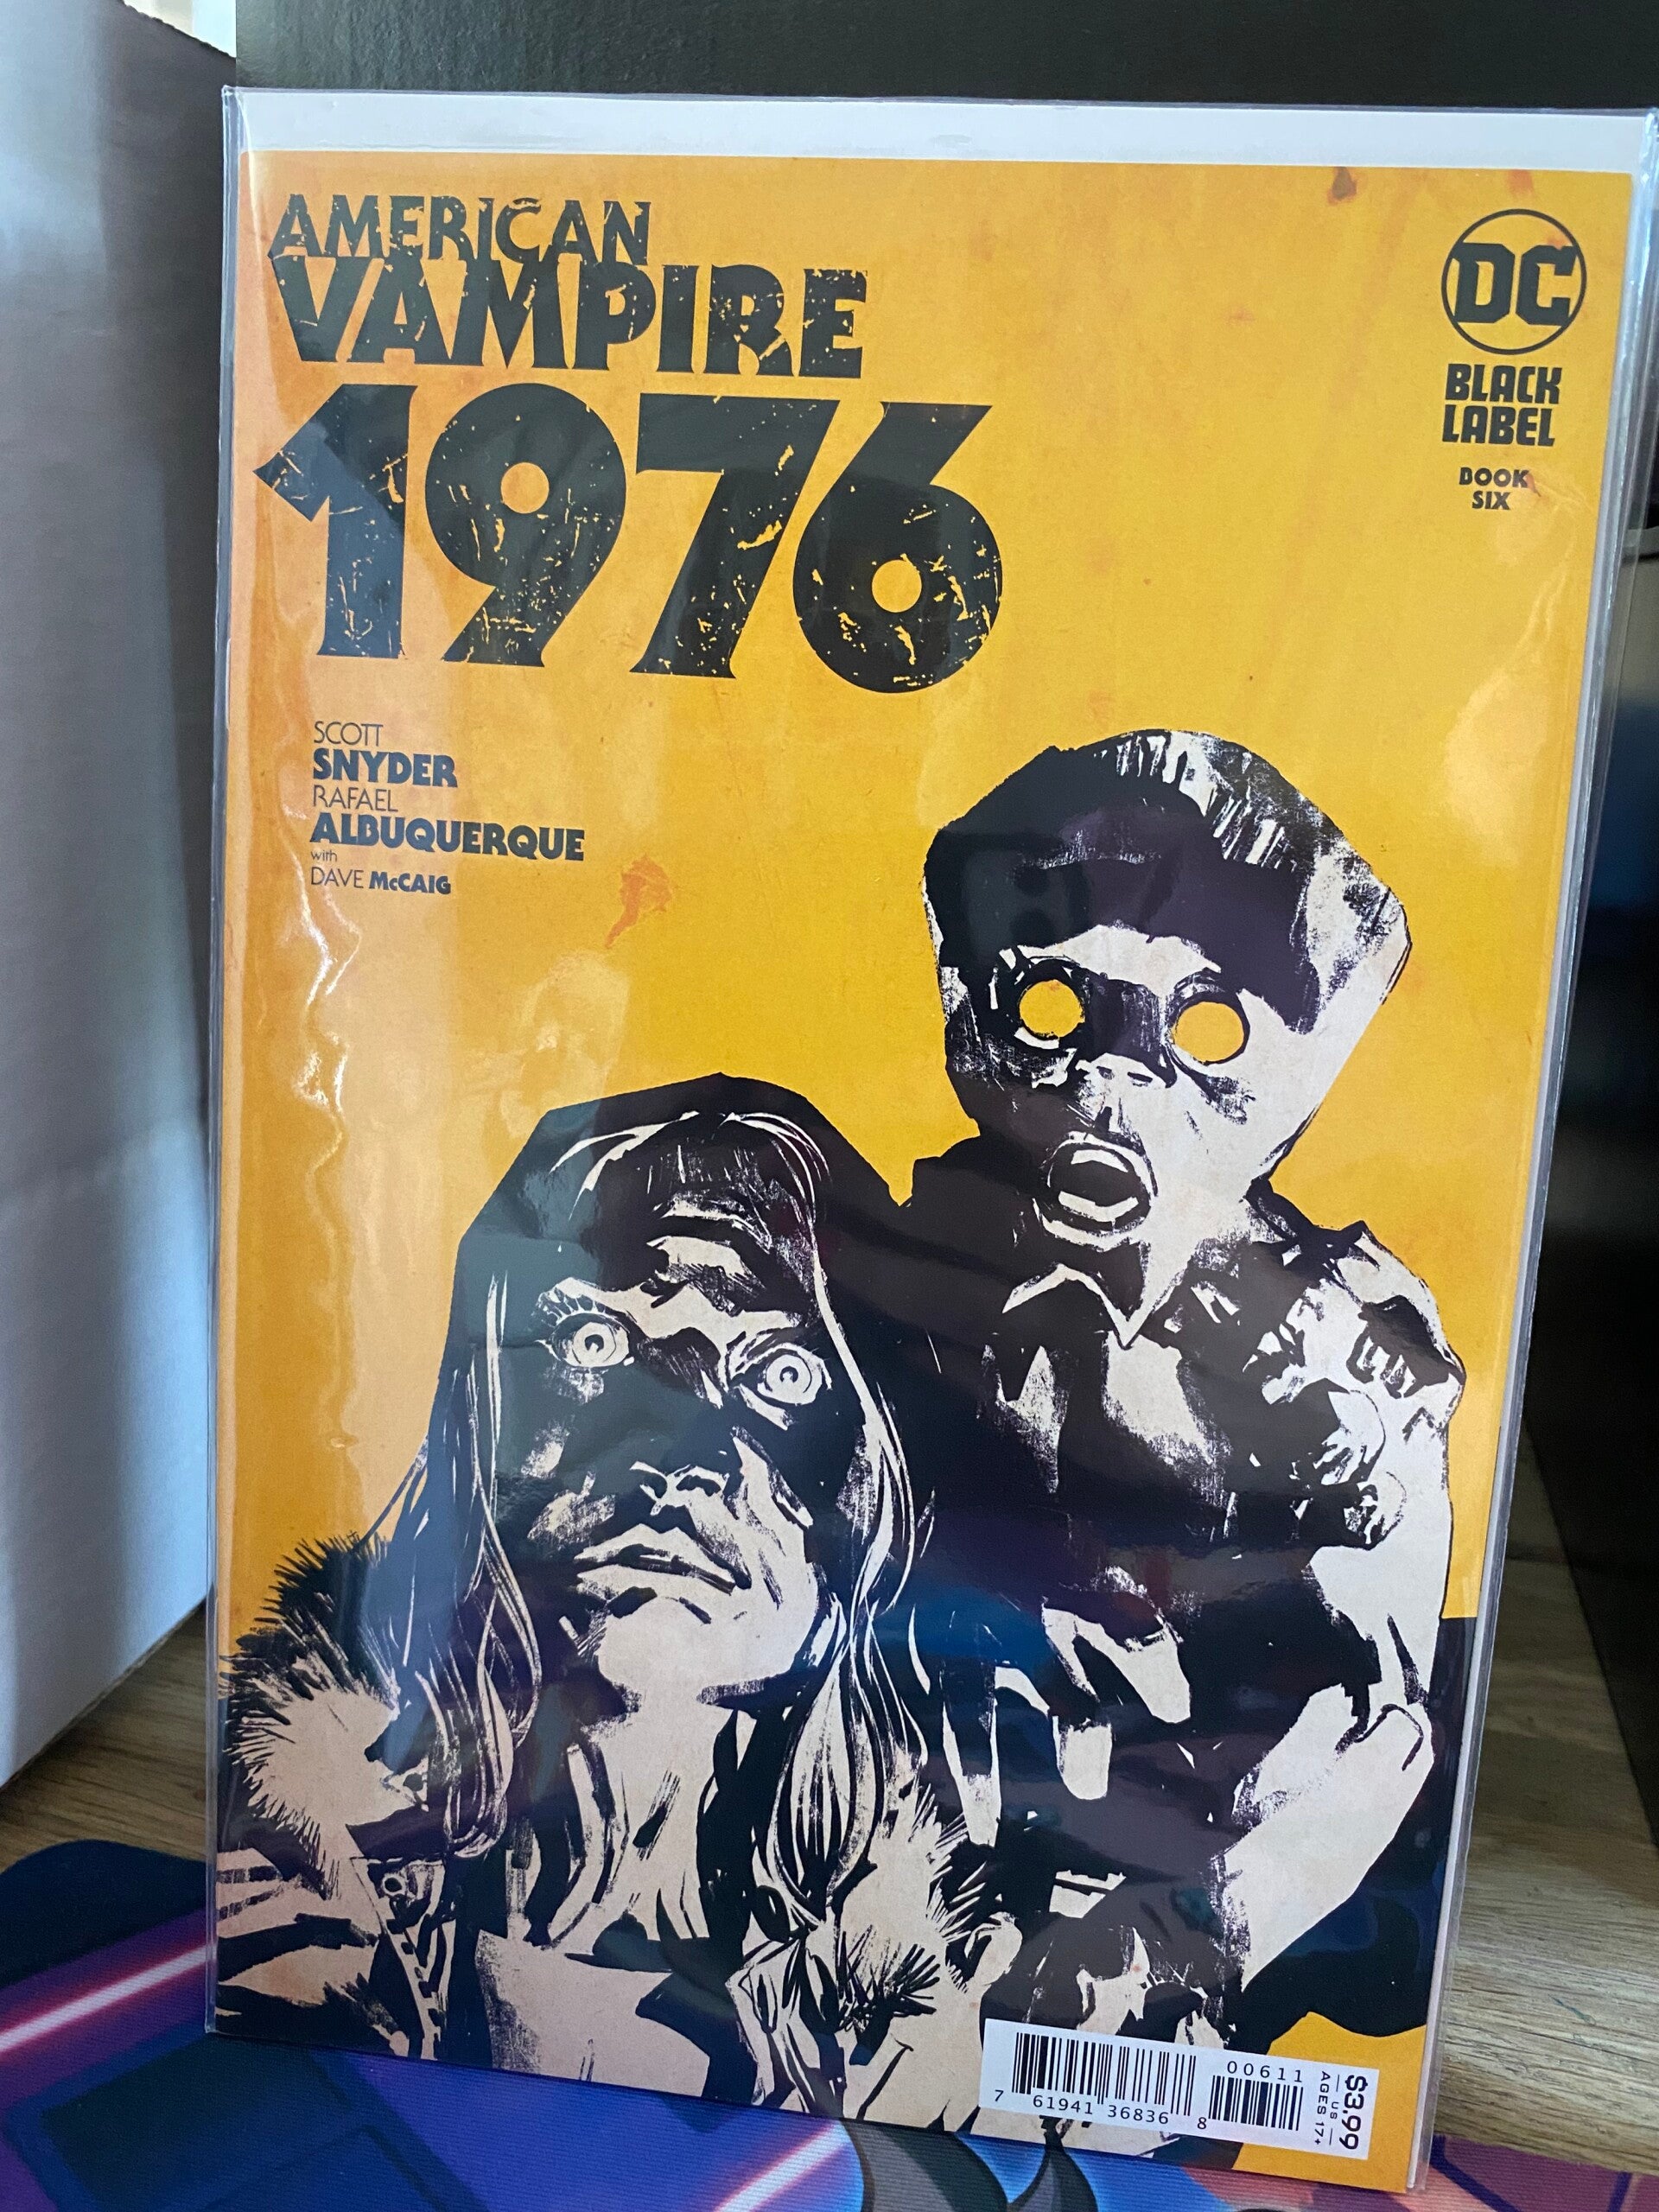 AMERICAN
VAMPIRE
1976
DC
BLACK
LABEL
BOOK
SIX
SCOTT
SNYDER
RAFAEL
ALBUQUERQUE
with
DAVE McCAIG
00611
7 61941 36836 8
$3.99
US
AGES 17+